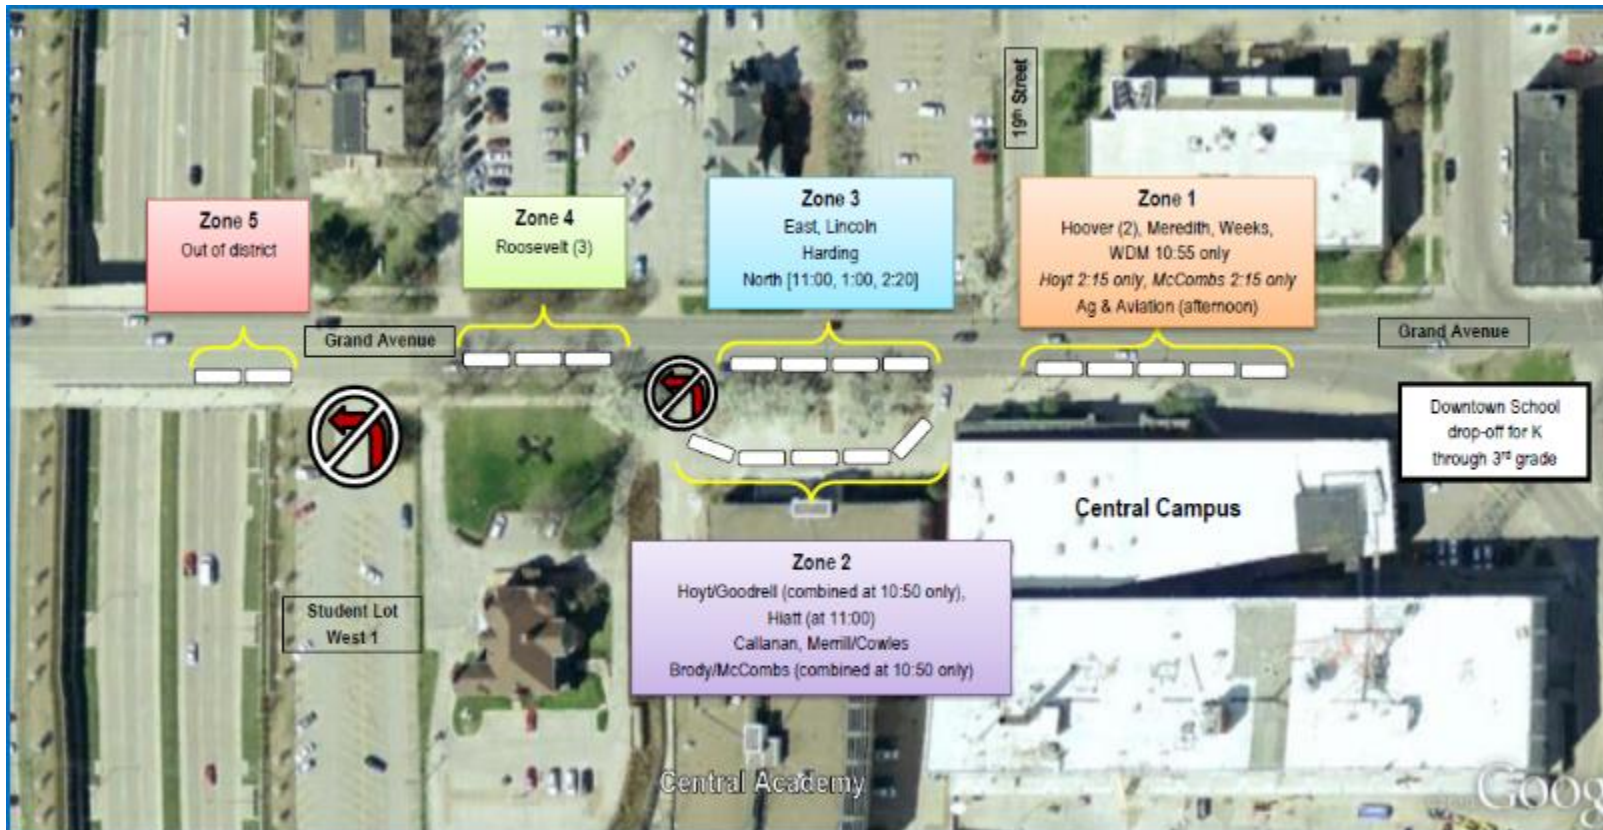 19th Street
Zone 5
Out of district
Zone 4
Roosevelt (3)
Zone 3
East, Lincoln
Harding
North [11:00, 1:00, 2:20]
Zone 1
Hoover (2), Meredith, Weeks,
WDM 10:55 only
Hoyt 2:15 only, McCombs 2:15 only
Ag & Aviation (afternoon)
Grand Avenue
Grand Avenue
Downtown School
drop-off for K
through 3rd grade
Central Campus
Zone 2
Hoyt/Goodrell (combined at 10:50 only),
Hiatt (at 11:00)
Callanan, Merrill/Cowles
Brody/McCombs (combined at 10:50 only)
Student Lot
West 1
Central Academy
Goog